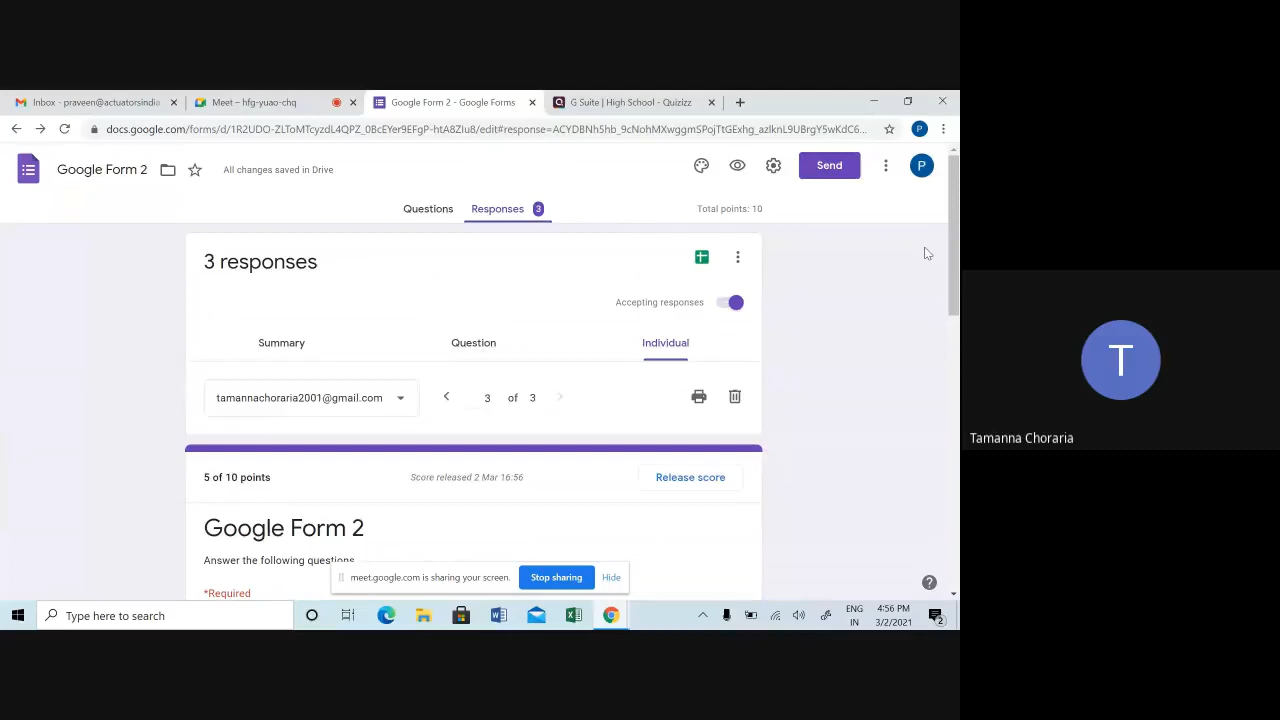 Inbox - praveen@actuatorsindia
Meet – hfg-yuao-chq
Google Form 2 - Google Forms
G Suite | High School - Quizizz
docs.google.com/forms/d/1R2UDO-ZLToMTcyzdL4QPZ_0BcEYer9EFgP-htA8Zlu8/edit#response=ACYDBNh5hb_9cNohMXwggmSPojTtGExhg_azlknL9UBrgY5wKdC6...
P
Google Form 2
All changes saved in Drive
Send
P
Questions
Responses 3
Total points: 10
3 responses
Accepting responses
Summary
Question
Individual
tamannachoraria2001@gmail.com
3 of 3
5 of 10 points
Score released 2 Mar 16:56
Release score
Google Form 2
Answer the following questions
*Required
meet.google.com is sharing your screen.
Stop sharing
Hide
T
Tamanna Choraria
Type here to search
ENG
IN
4:56 PM
3/2/2021
2